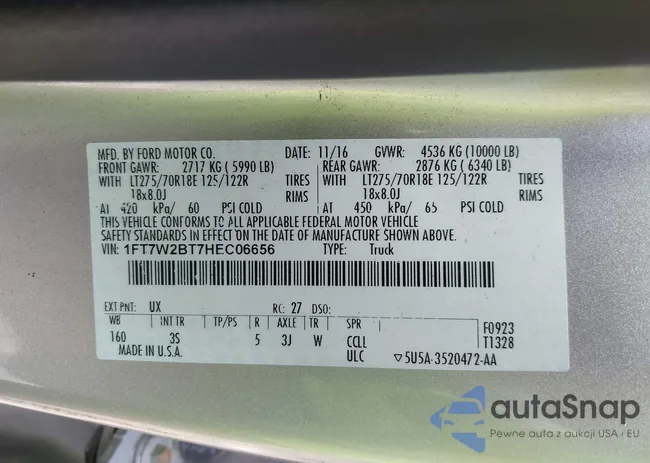 MFD. BY FORD MOTOR CO. DATE: 11/16 GVWR: 4536 KG (10000 LB)
FRONT GAWR: 2717 KG (5990 LB) REAR GAWR: 2876 KG (6340 LB)
WITH LT275/70R18E 125/122R TIRES WITH LT275/70R18E 125/122R TIRES
18x8.0J RIMS 18x8.0J RIMS
AT 420 kPa/ 60 PSI COLD AT 450 kPa/ 65 PSI COLD
THIS VEHICLE CONFORMS TO ALL APPLICABLE FEDERAL MOTOR VEHICLE
SAFETY STANDARDS IN EFFECT ON THE DATE OF MANUFACTURE SHOWN ABOVE.
VIN: 1FT7W2BT7HEC06656 TYPE: Truck
EXT PNT: UX RC: 27 DSO:
WB INT TR TP/PS R AXLE TR SPR F0923
160 3S 5 3J W CCLL T1328
MADE IN U.S.A. ULC ▽5U5A-3520472-AA
autaSnap
Pewne auta z aukcji USA i EU